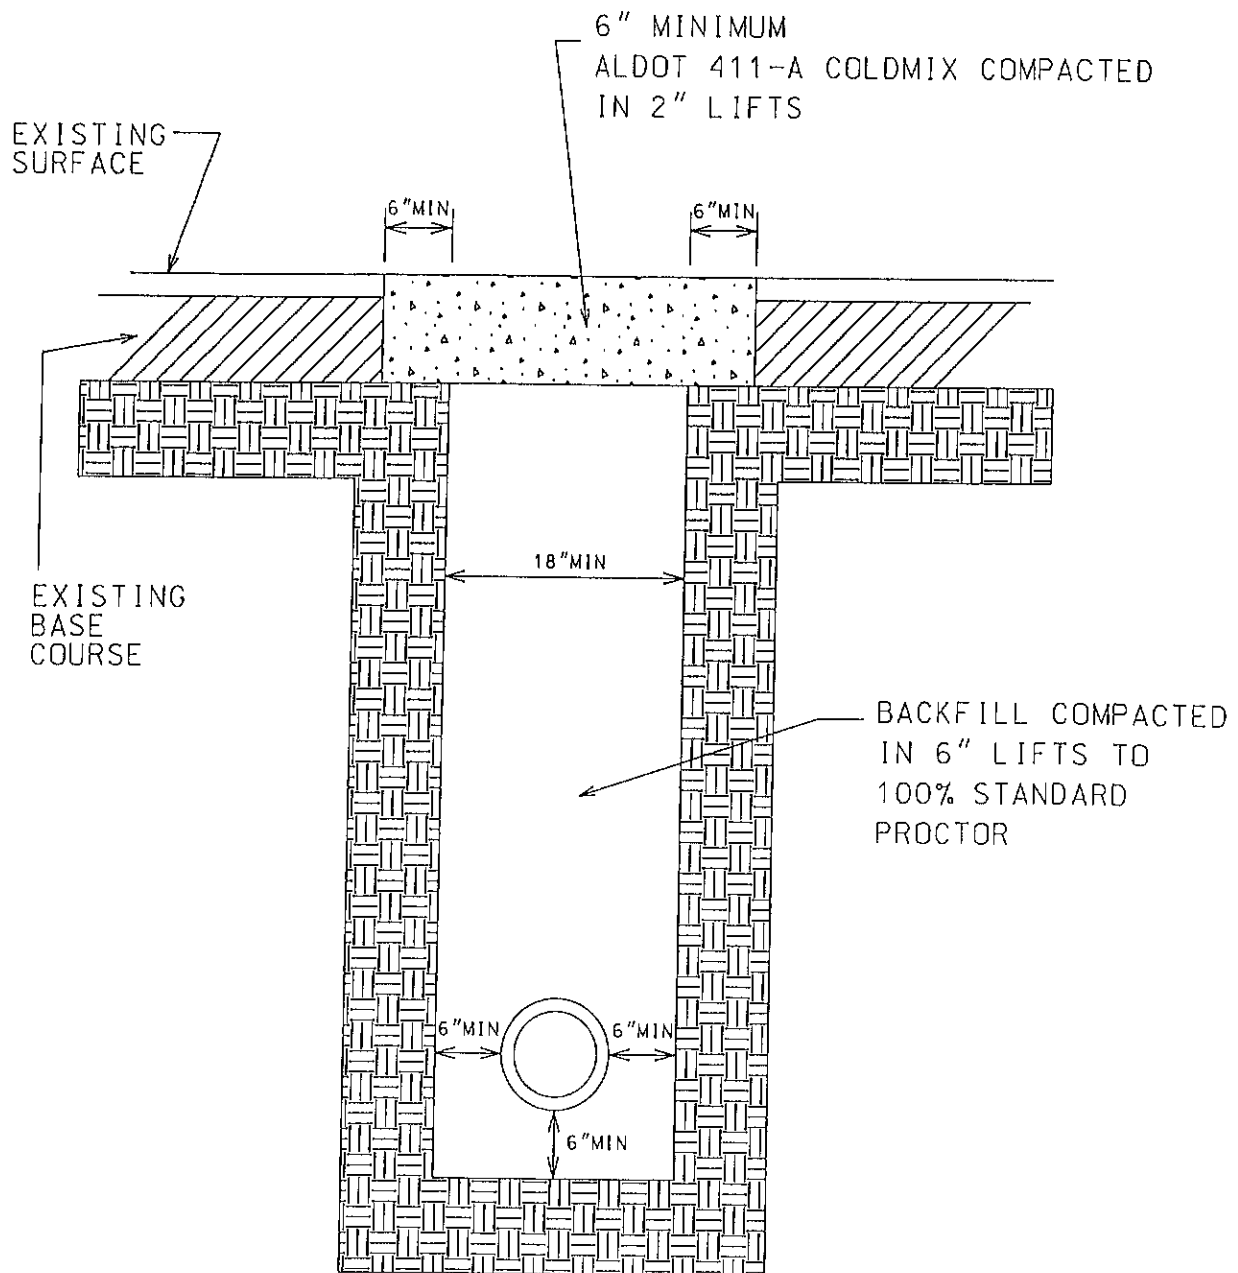 6" MINIMUM
ALDOT 411-A COLDMIX COMPACTED
IN 2" LIFTS
EXISTING
SURFACE
6"MIN
6"MIN
18"MIN
EXISTING
BASE
COURSE
BACKFILL COMPACTED
IN 6" LIFTS TO
100% STANDARD
PROCTOR
6"MIN
6"MIN
6"MIN